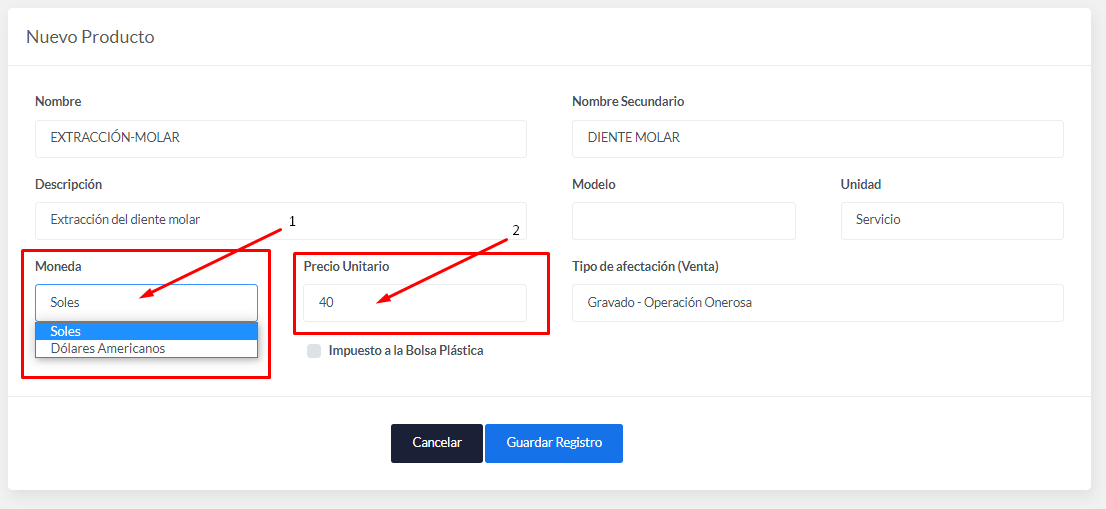 Nuevo Producto
Nombre
Nombre Secundario
EXTRACCIÓN-MOLAR
DIENTE MOLAR
Descripción
Modelo
Unidad
Extracción del diente molar
1
2
Servicio
Moneda
Precio Unitario
Tipo de afectación (Venta)
Soles
40
Gravado - Operación Onerosa
Soles
Dólares Americanos
Impuesto a la Bolsa Plástica
Cancelar
Guardar Registro